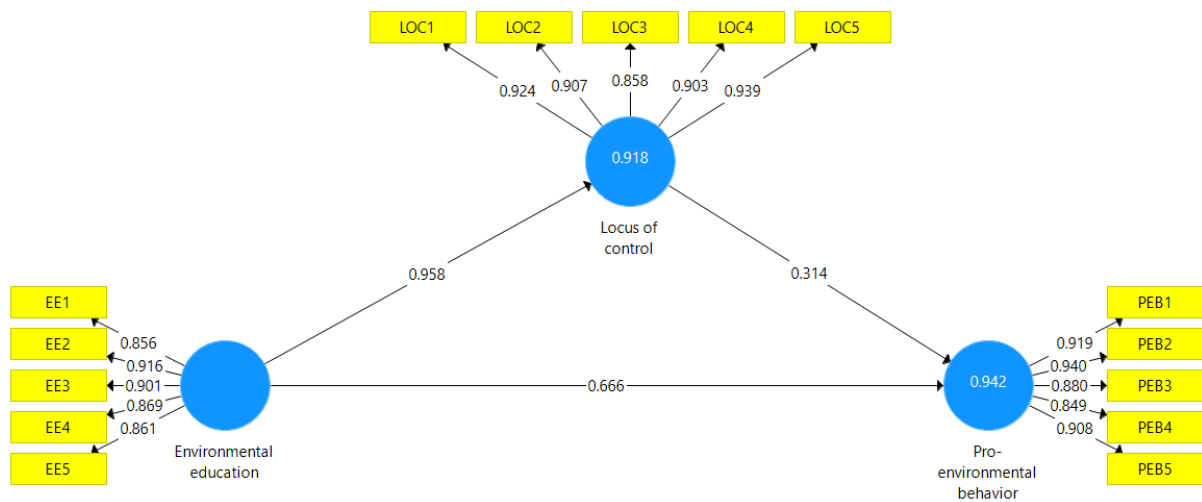 LOC1 LOC2 LOC3 LOC4 LOC5
0.924 0.907 0.858 0.903 0.939
0.918
Locus of
control
0.958 0.314
EE1
EE2
EE3
EE4
EE5
0.856
0.916
0.901
0.869
0.861
Environmental
education
0.666
0.942
Pro-
environmental
behavior
0.919
0.940
0.880
0.849
0.908
PEB1
PEB2
PEB3
PEB4
PEB5